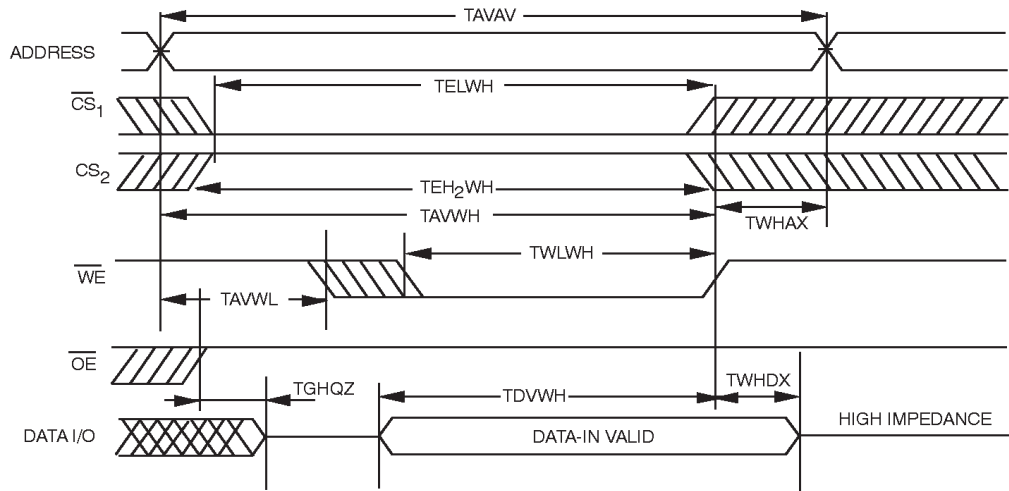 TAVAV
ADDRESS
TELWH
CS1
CS2
TEH2WH
TAVWH
TWHAX
TWLWH
WE
TAVWL
OE
TGHQZ
TDVWH
TWHDX
DATA I/O
DATA-IN VALID
HIGH IMPEDANCE